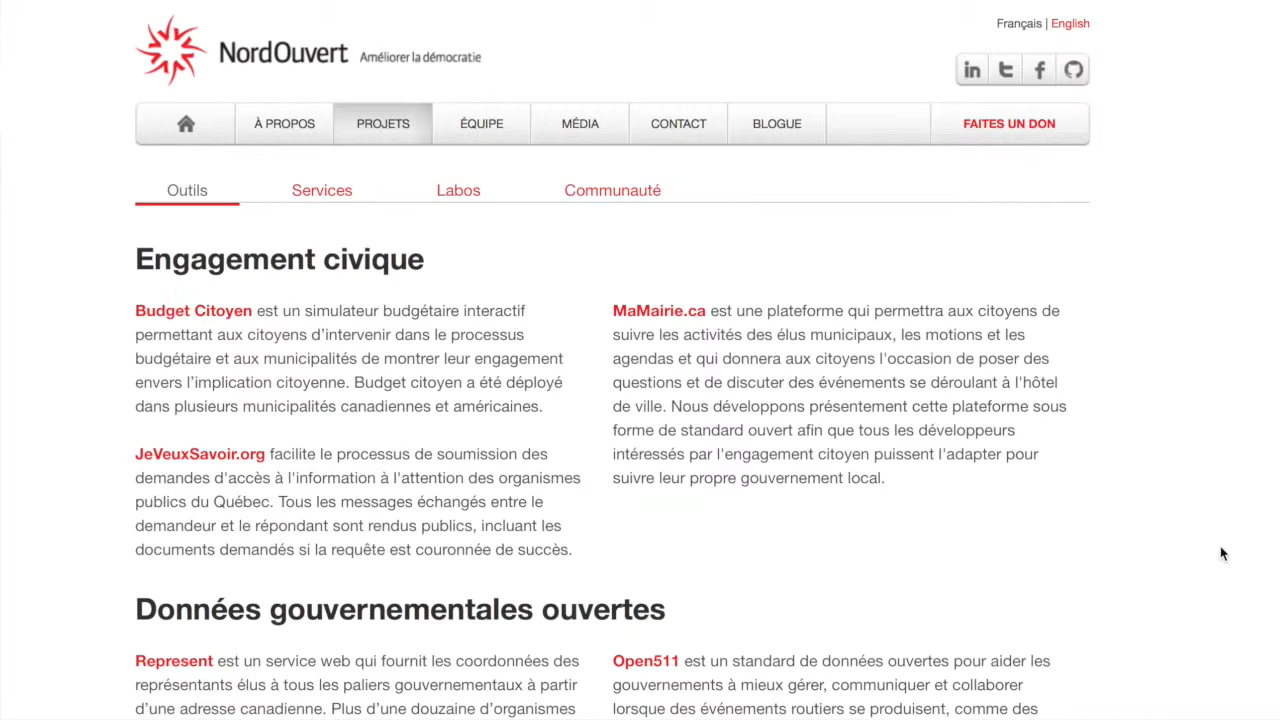 Français | English
NordOuvert Améliorer la démocratie
À PROPOS PROJETS ÉQUIPE MÉDIA CONTACT BLOGUE FAITES UN DON
Outils Services Labos Communauté
Engagement civique
Budget Citoyen est un simulateur budgétaire interactif
permettant aux citoyens d’intervenir dans le processus
budgétaire et aux municipalités de montrer leur engagement
envers l’implication citoyenne. Budget citoyen a été déployé
dans plusieurs municipalités canadiennes et américaines.
JeVeuxSavoir.org facilite le processus de soumission des
demandes d'accès à l'information à l'attention des organismes
publics du Québec. Tous les messages échangés entre le
demandeur et le répondant sont rendus publics, incluant les
documents demandés si la requête est couronnée de succès.
MaMairie.ca est une plateforme qui permettra aux citoyens de
suivre les activités des élus municipaux, les motions et les
agendas et qui donnera aux citoyens l'occasion de poser des
questions et de discuter des événements se déroulant à l'hôtel
de ville. Nous développons présentement cette plateforme sous
forme de standard ouvert afin que tous les développeurs
intéressés par l'engagement citoyen puissent l'adapter pour
suivre leur propre gouvernement local.
Données gouvernementales ouvertes
Represent est un service web qui fournit les coordonnées des
représentants élus à tous les paliers gouvernementaux à partir
d’une adresse canadienne. Plus d’une douzaine d’organismes
Open511 est un standard de données ouvertes pour aider les
gouvernements à mieux gérer, communiquer et collaborer
lorsque des événements routiers se produisent, comme des